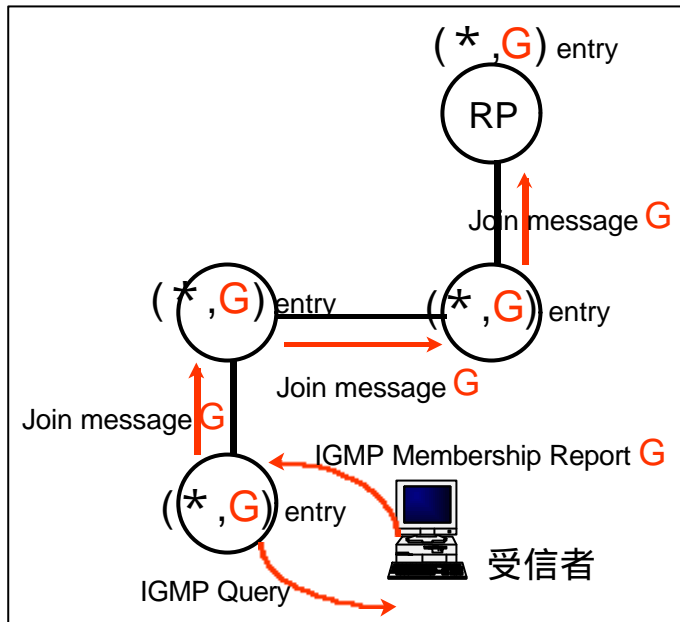 (*,G) entry
RP
Join message G
(*,G) entry
(*,G) entry
Join message G
Join message G
IGMP Membership Report G
(*,G) entry
受信者
IGMP Query